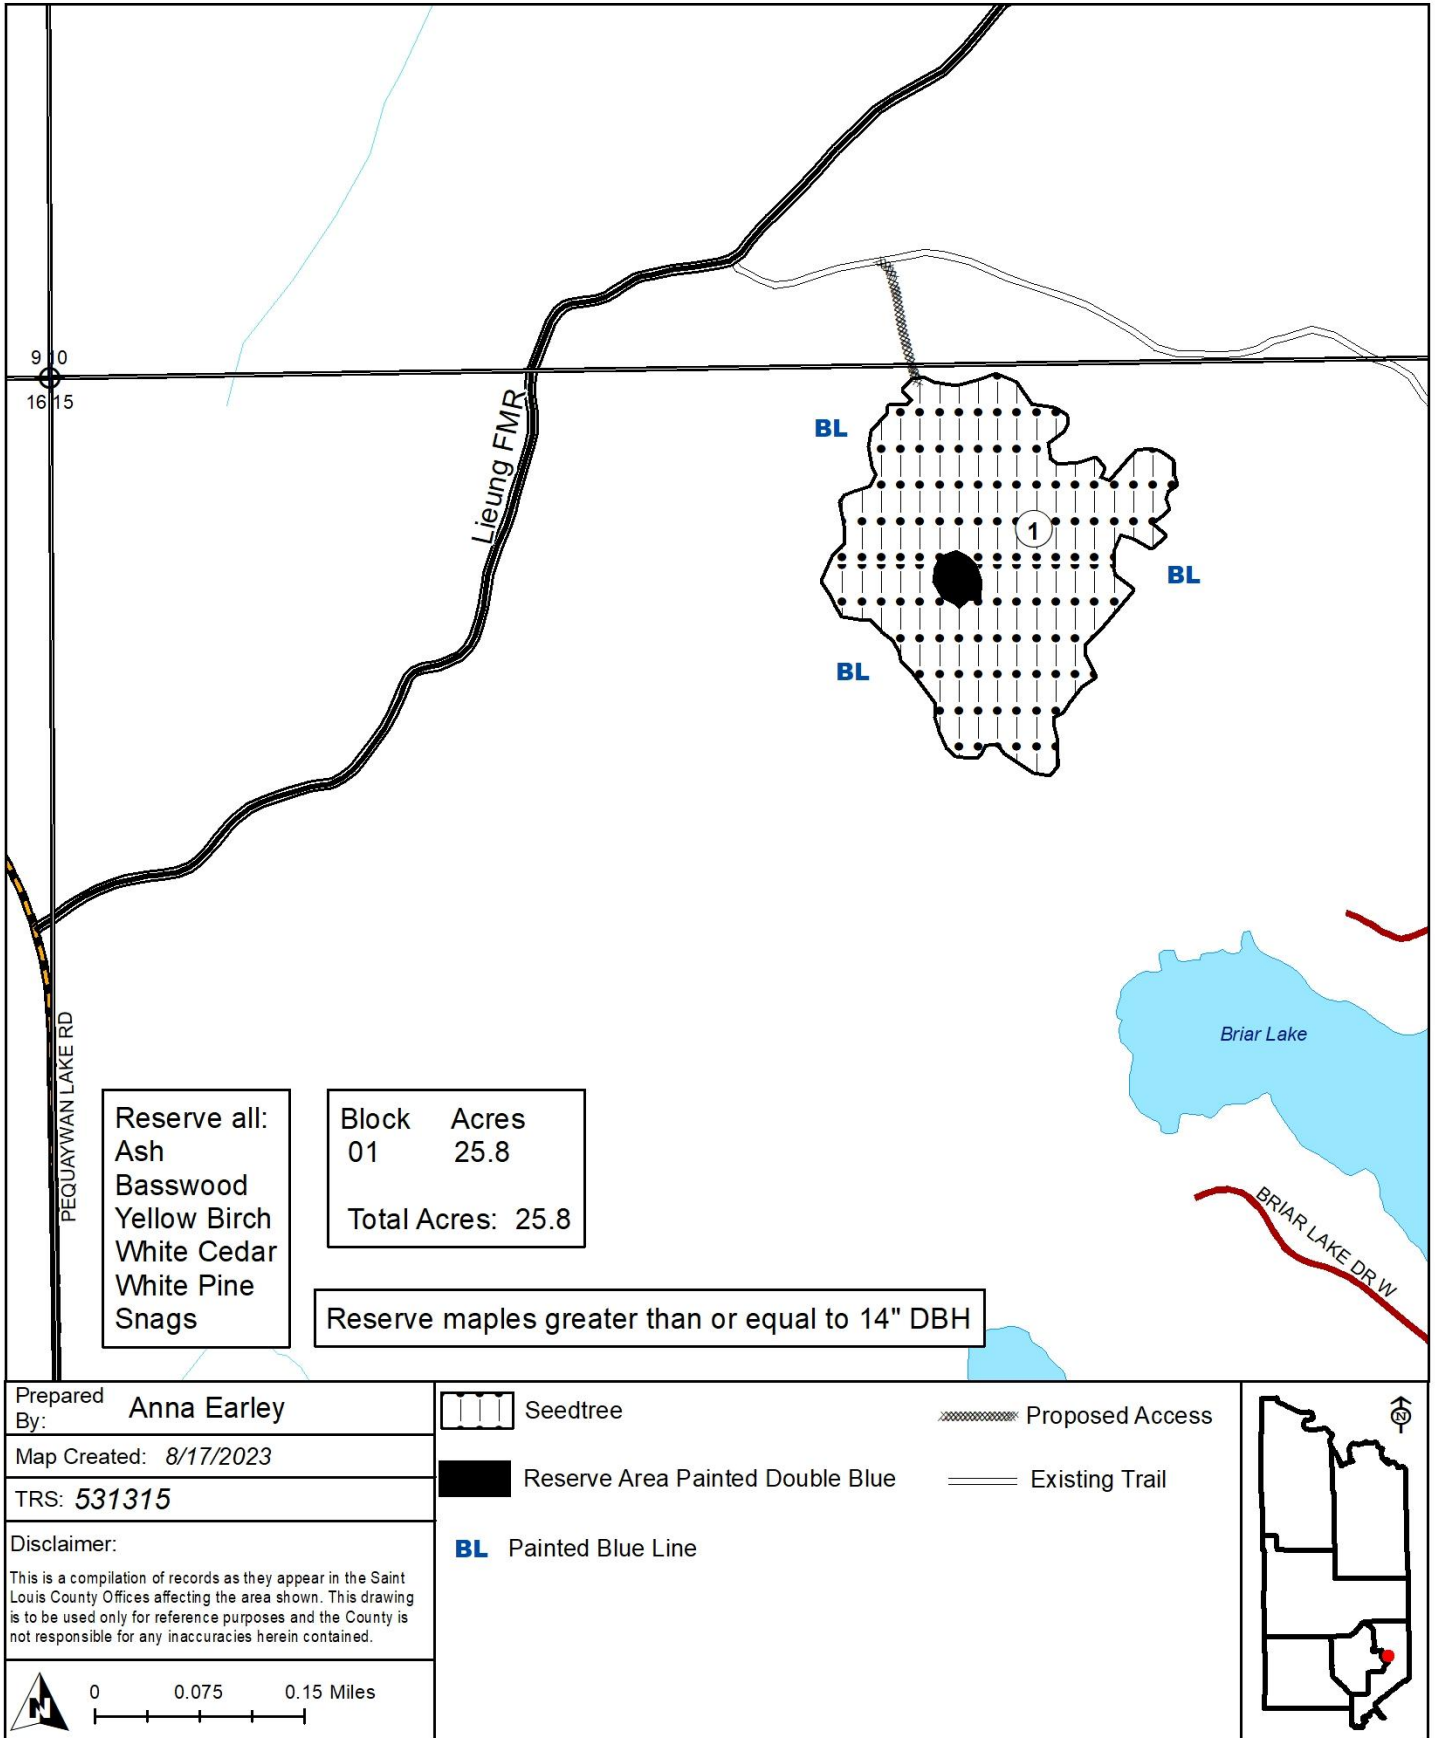 9 10
16 15
Lieung FMR
BL
1
BL
BL
PEQUAYWAN LAKE RD
Briar Lake
BRIAR LAKE DR W
Reserve all:
Ash
Basswood
Yellow Birch
White Cedar
White Pine
Snags
Block Acres
01 25.8
Total Acres: 25.8
Reserve maples greater than or equal to 14" DBH
Prepared
By: Anna Earley
Map Created: 8/17/2023
TRS: 531315
Disclaimer:
This is a compilation of records as they appear in the Saint
Louis County Offices affecting the area shown. This drawing
is to be used only for reference purposes and the County is
not responsible for any inaccuracies herein contained.
N
0 0.075 0.15 Miles
Seedtree
Reserve Area Painted Double Blue
BL Painted Blue Line
Proposed Access
Existing Trail
N